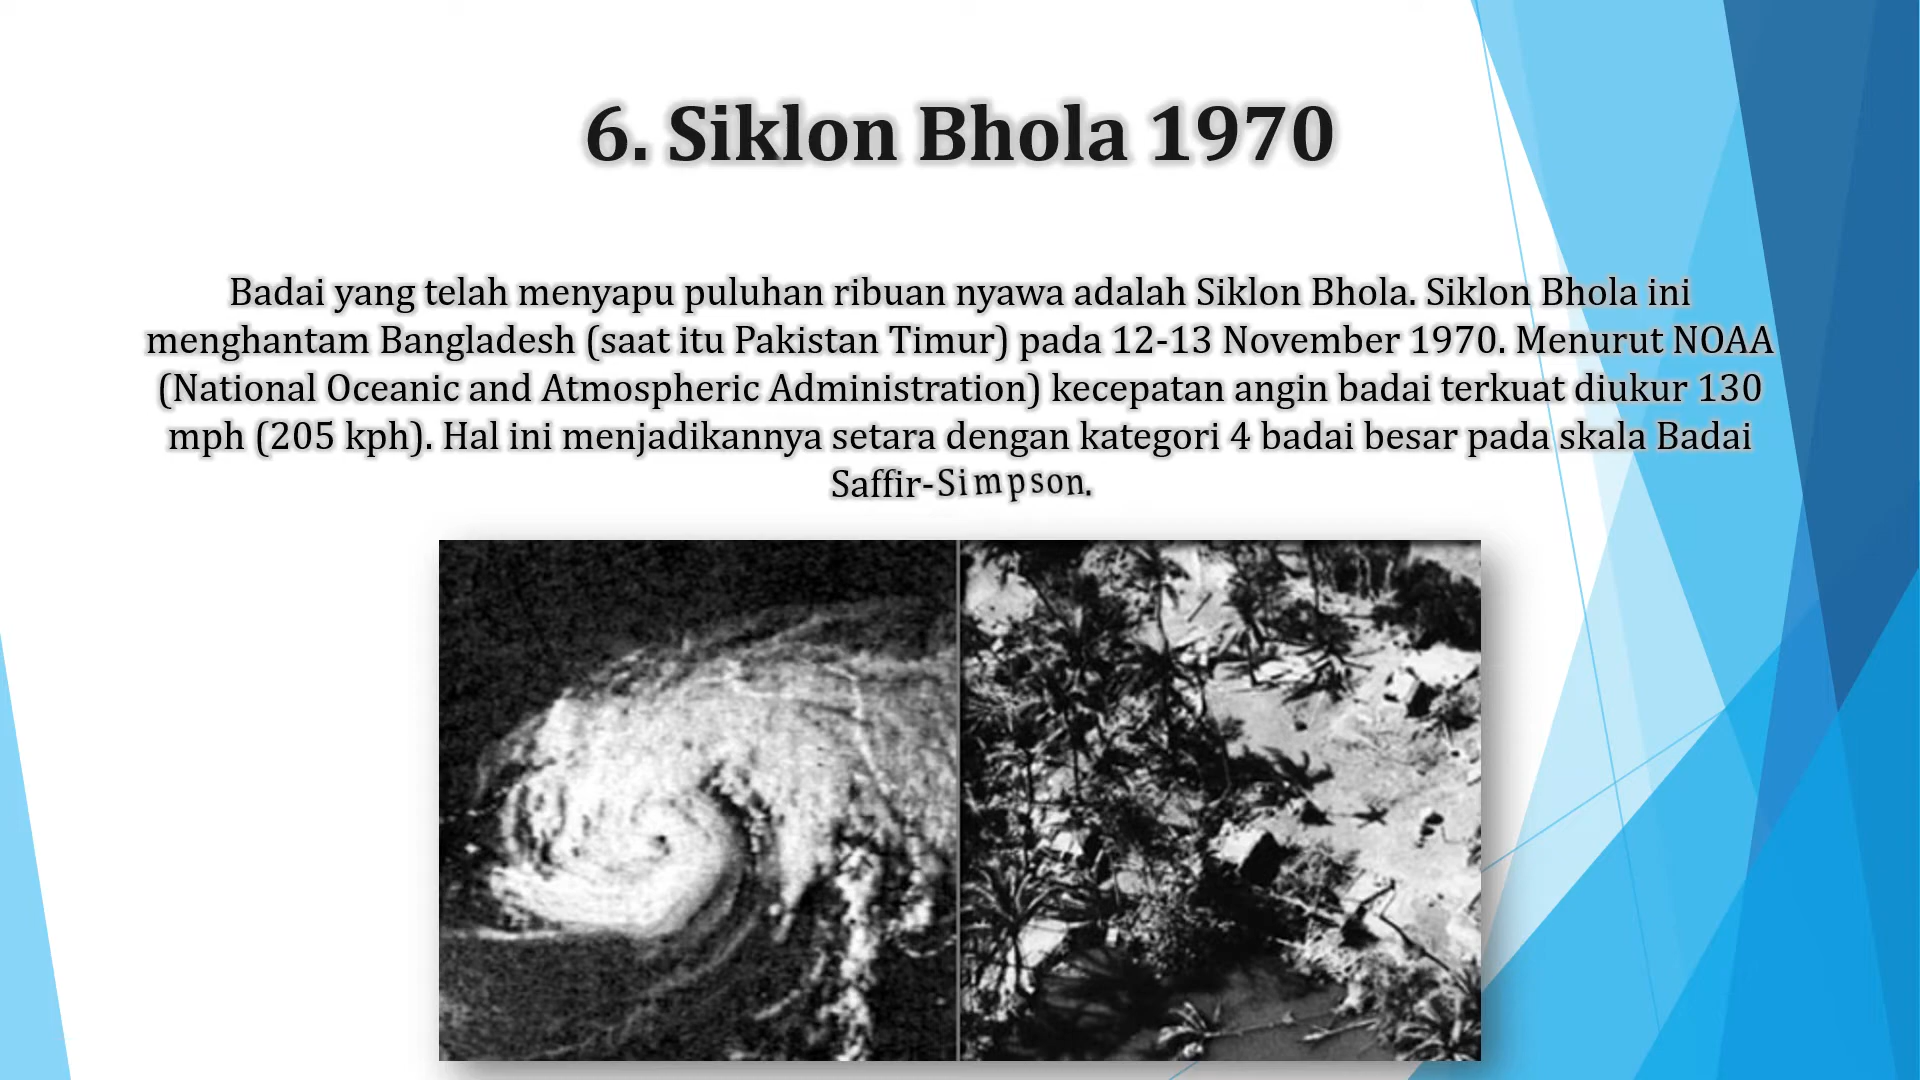 6. Siklon Bhola 1970
Badai yang telah menyapu puluhan ribuan nyawa adalah Siklon Bhola. Siklon Bhola ini
menghantam Bangladesh (saat itu Pakistan Timur) pada 12-13 November 1970. Menurut NOAA
(National Oceanic and Atmospheric Administration) kecepatan angin badai terkuat diukur 130
mph (205 kph). Hal ini menjadikannya setara dengan kategori 4 badai besar pada skala Badai
Saffir-Simpson.